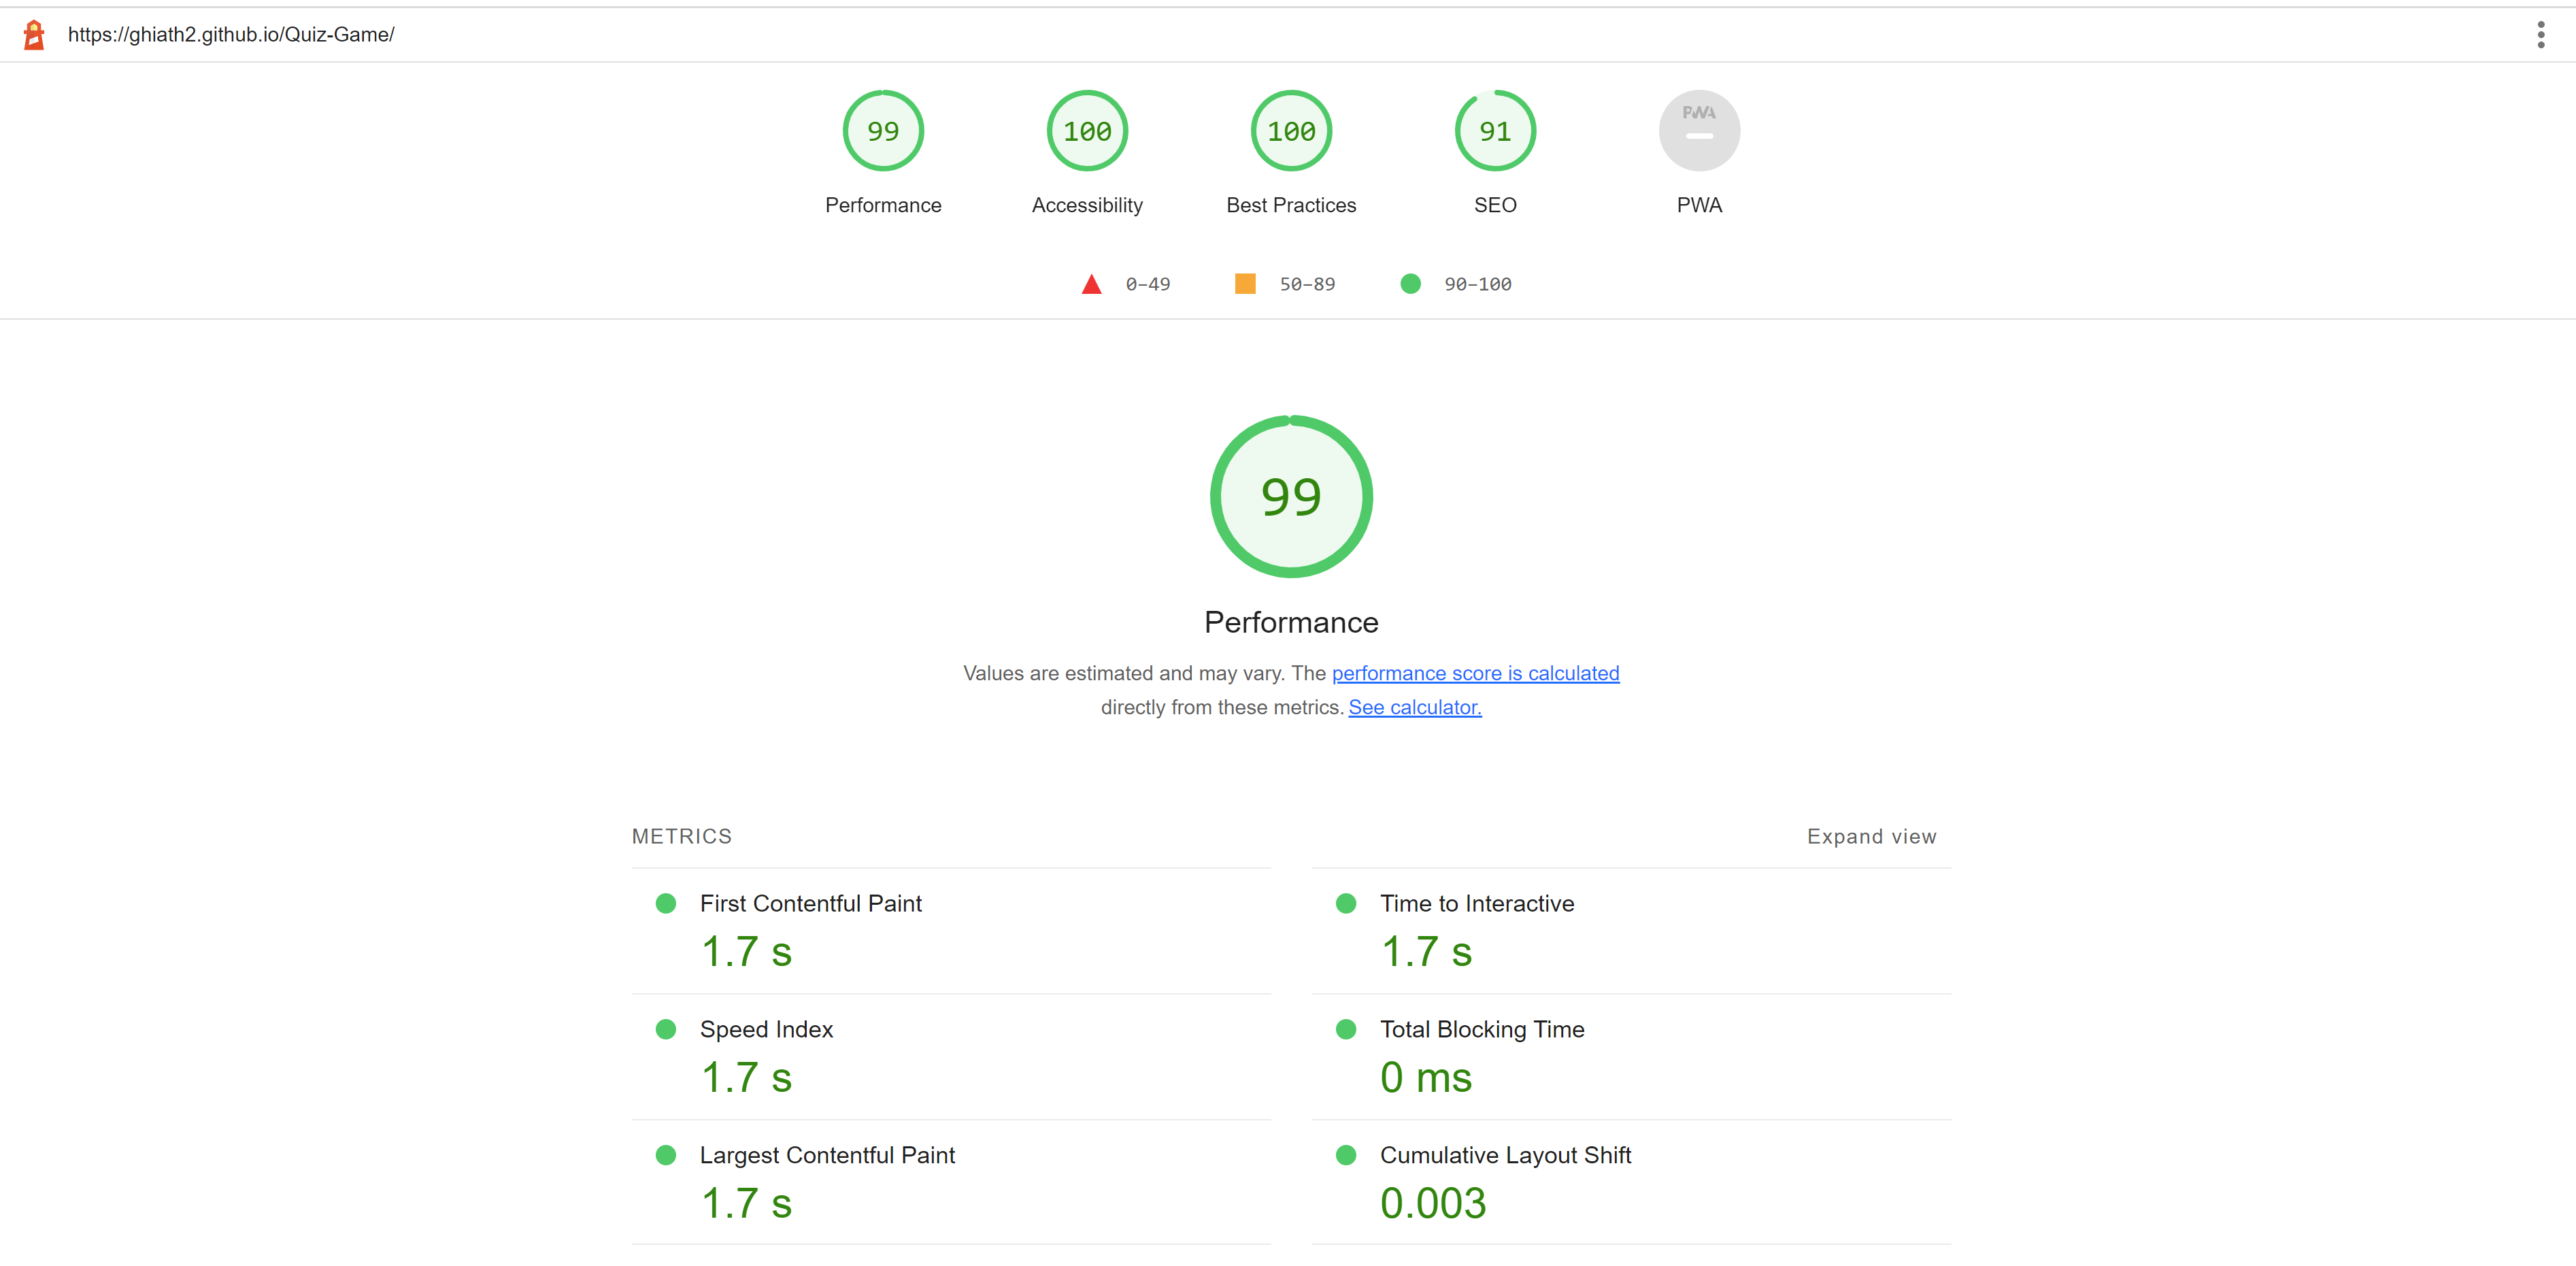 https://ghiath2.github.io/Quiz-Game/
99
100
100
91
PWA
Performance
Accessibility
Best Practices
SEO
PWA
0–49
50–89
90–100
99
Performance
Values are estimated and may vary. The performance score is calculated
directly from these metrics. See calculator.
METRICS
Expand view
First Contentful Paint
1.7 s
Time to Interactive
1.7 s
Speed Index
1.7 s
Total Blocking Time
0 ms
Largest Contentful Paint
1.7 s
Cumulative Layout Shift
0.003